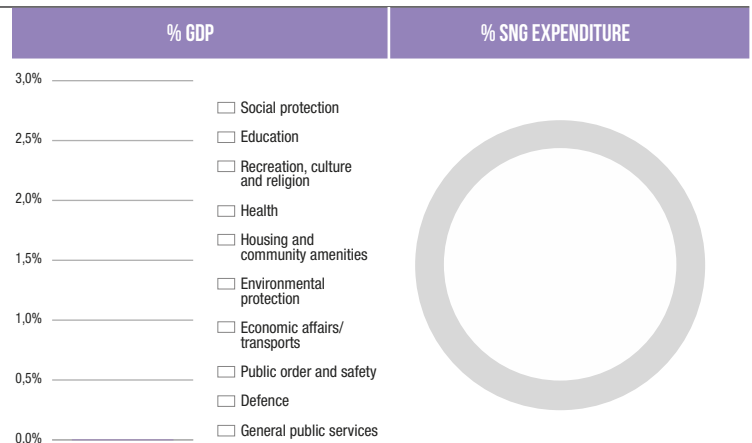 % GDP
% SNG EXPENDITURE
3,0%
2,5%
2,0%
1,5%
1,0%
0,5%
0.0%
Social protection
Education
Recreation, culture
and religion
Health
Housing and
community amenities
Environmental
protection
Economic affairs/
transports
Public order and safety
Defence
General public services